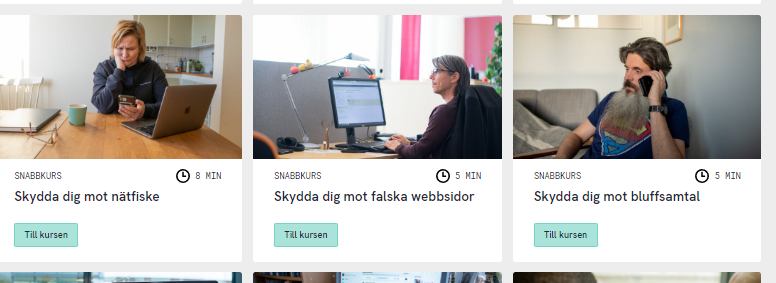 SNABBKURS 8 MIN
Skydda dig mot nätfiske
Till kursen
SNABBKURS 5 MIN
Skydda dig mot falska webbsidor
Till kursen
SNABBKURS 5 MIN
Skydda dig mot bluffsamtal
Till kursen